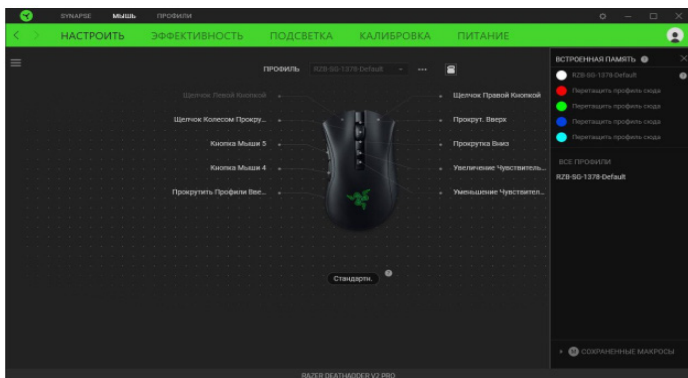 SYNAPSE МЫШЬ ПРОФИЛИ
НАСТРОИТЬ ЭФФЕКТИВНОСТЬ ПОДСВЕТКА КАЛИБРОВКА ПИТАНИЕ
ПРОФИЛЬ RZB-SG-1378-Default
Щелчок Левой Кнопкой
Щелчок Колесом Прокру...
Кнопка Мыши 5
Кнопка Мыши 4
Прокрутить Профили Вве...
Щелчок Правой Кнопкой
Прокрут. Вверх
Прокрутка Вниз
Увеличение Чувствитель...
Уменьшение Чувствител...
Стандартн.
ВСТРОЕННАЯ ПАМЯТЬ
RZB-SG-1378-Default
Перетащить профиль сюда
Перетащить профиль сюда
Перетащить профиль сюда
Перетащить профиль сюда
ВСЕ ПРОФИЛИ
RZB-SG-1378-Default
СОХРАНЕННЫЕ МАКРОСЫ
RAZER DEATHADDER V2 PRO